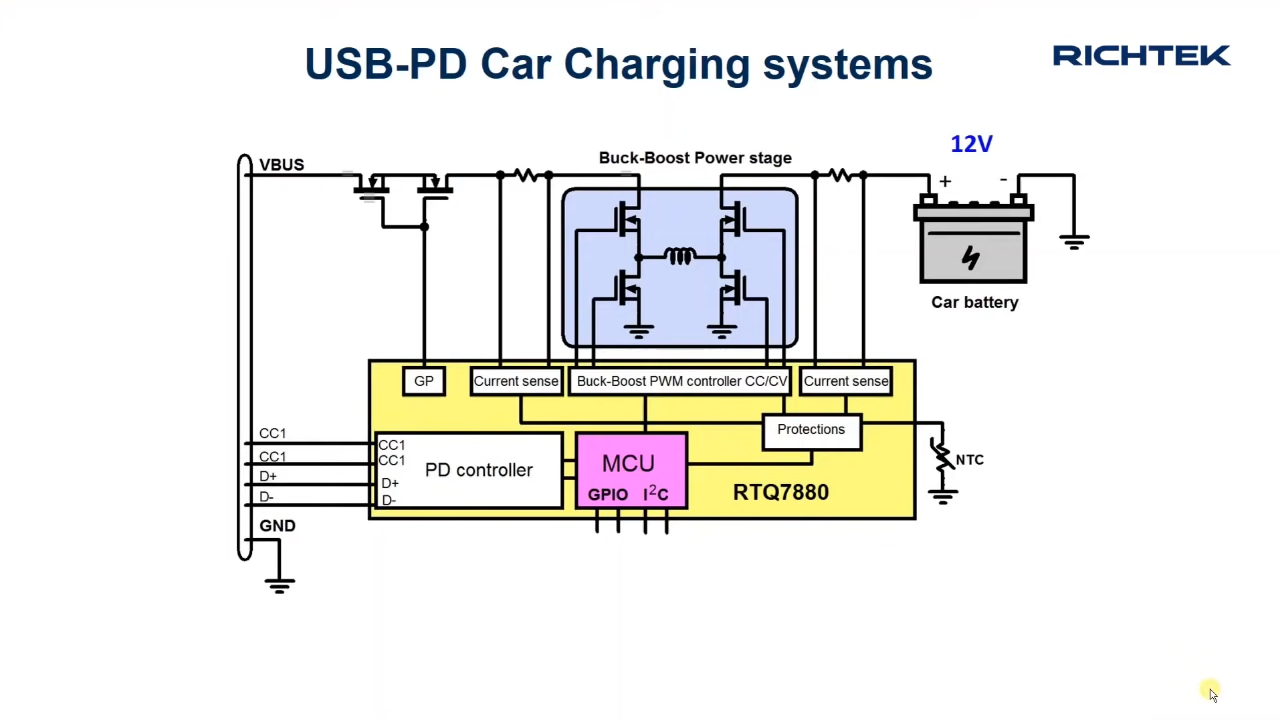 USB-PD Car Charging systems
RICHTEK
12V
VBUS
Buck-Boost Power stage
+
-
Car battery
GP
Current sense
Buck-Boost PWM controller CC/CV
Current sense
Protections
CC1
CC1
CC1
CC1
D+
D+
D-
D-
PD controller
MCU
GPIO I²C
RTQ7880
NTC
GND